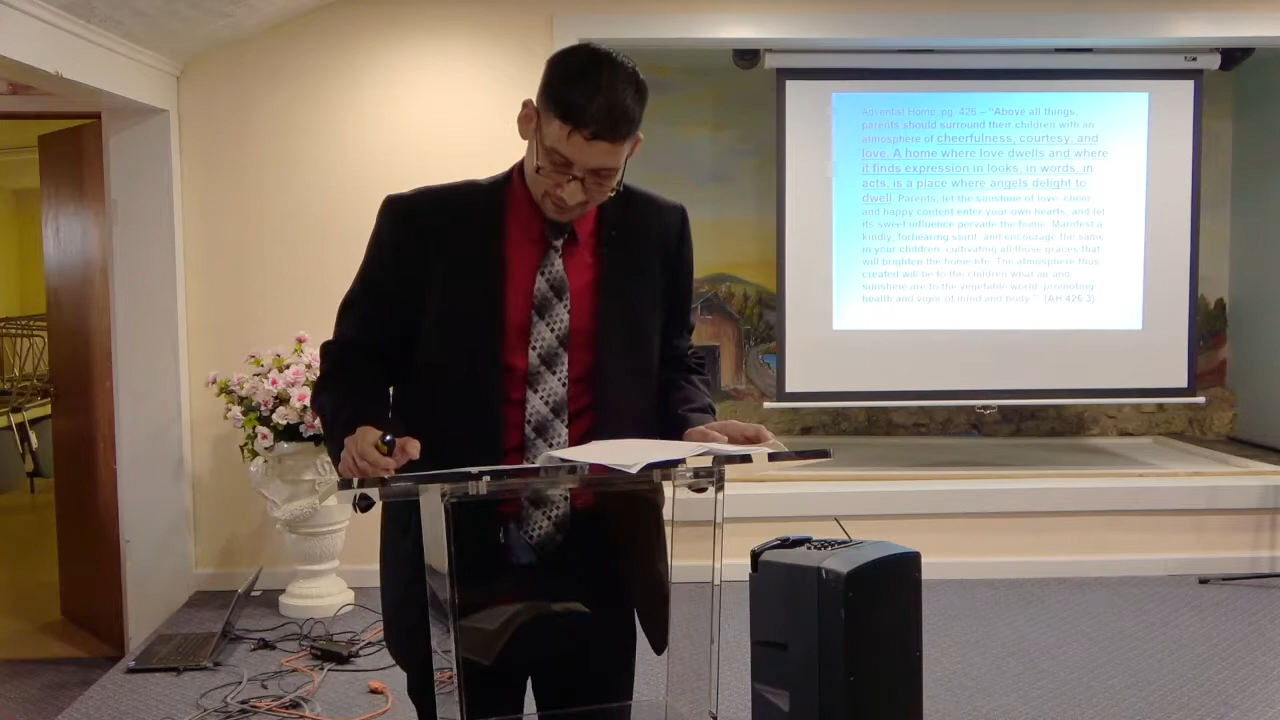 Adventist Home, pg. 426 – "Above all things,
parents should surround their children with an
atmosphere of cheerfulness, courtesy, and
love. A home where love dwells and where
it finds expression in looks, in words, in
acts, is a place where angels delight to
dwell. Parents, let the sunshine of love, cheer
and happy content enter your own hearts, and let
its sweet influence pervade the home. Manifest a
kindly, forbearing spirit, and encourage the same
in your children, cultivating all those graces that
will brighten the home life. The atmosphere thus
created will be to the children what air and
sunshine are to the vegetable world, promoting
health and vigor of mind and body." (AH 426.3)